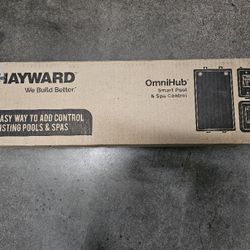 HAYWARD
We Build Better.
OmniHub
Smart Pool
& Spa Control
EASY WAY TO ADD CONTROL
ISTING POOLS & SPAS